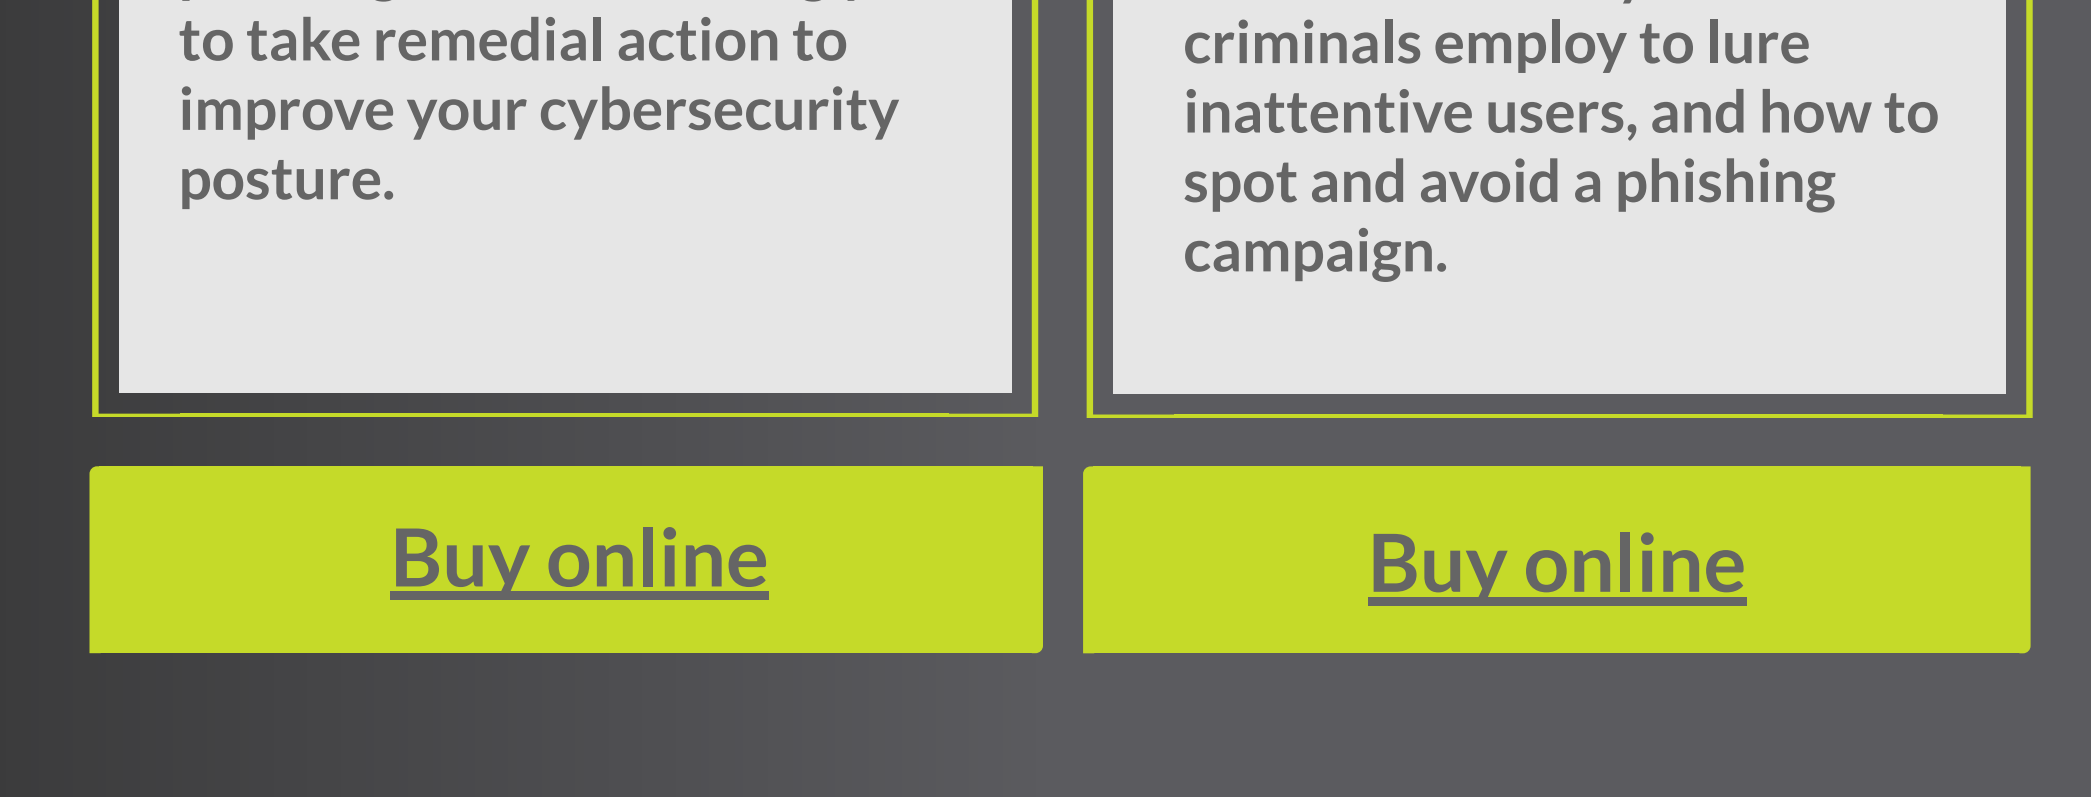 to take remedial action to
improve your cybersecurity
posture.
criminals employ to lure
inattentive users, and how to
spot and avoid a phishing
campaign.
Buy online
Buy online